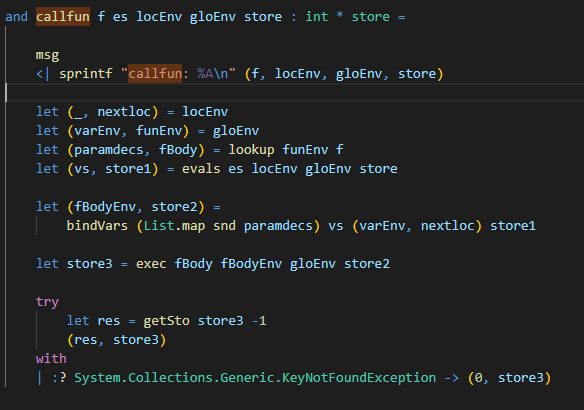 and callfun f es locEnv gloEnv store : int * store =
msg
<| sprintf "callfun: %A\n" (f, locEnv, gloEnv, store)
let (_, nextloc) = locEnv
let (varEnv, funEnv) = gloEnv
let (paramdecs, fBody) = lookup funEnv f
let (vs, store1) = evals es locEnv gloEnv store
let (fBodyEnv, store2) =
bindVars (List.map snd paramdecs) vs (varEnv, nextloc) store1
let store3 = exec fBody fBodyEnv gloEnv store2
try
let res = getSto store3 -1
(res, store3)
with
| :? System.Collections.Generic.KeyNotFoundException -> (0, store3)